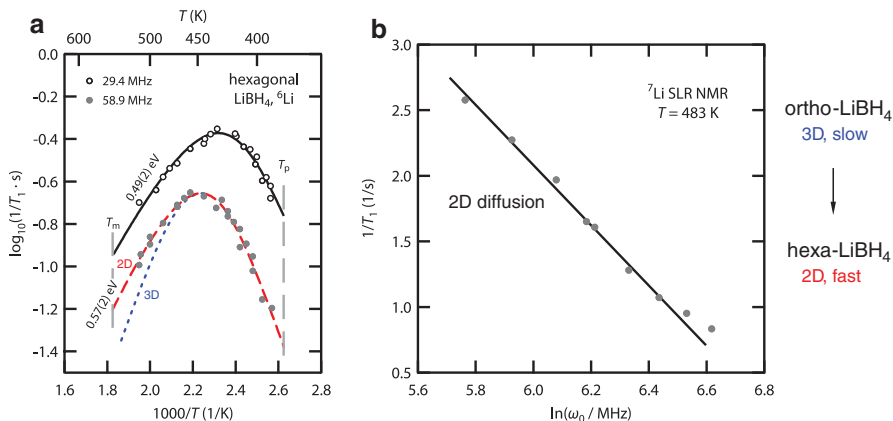 a
T (K)
600 500 450 400
0.0
-0.2
-0.4
-0.6
-0.8
-1.0
-1.2
-1.4
log10(1/T1 · s)
29.4 MHz
58.9 MHz
hexagonal
LiBH4, 6Li
0.49(2) eV
Tp
Tm
2D
3D
0.57(2) eV
1.6 1.8 2.0 2.2 2.4 2.6 2.8
1000/T (1/K)
b
3.0
2.5
2.0
1.5
1.0
0.5
1/T1 (1/s)
7Li SLR NMR
T = 483 K
2D diffusion
5.6 5.8 6.0 6.2 6.4 6.6 6.8
ln(ω0 / MHz)
ortho-LiBH4
3D, slow
hexa-LiBH4
2D, fast